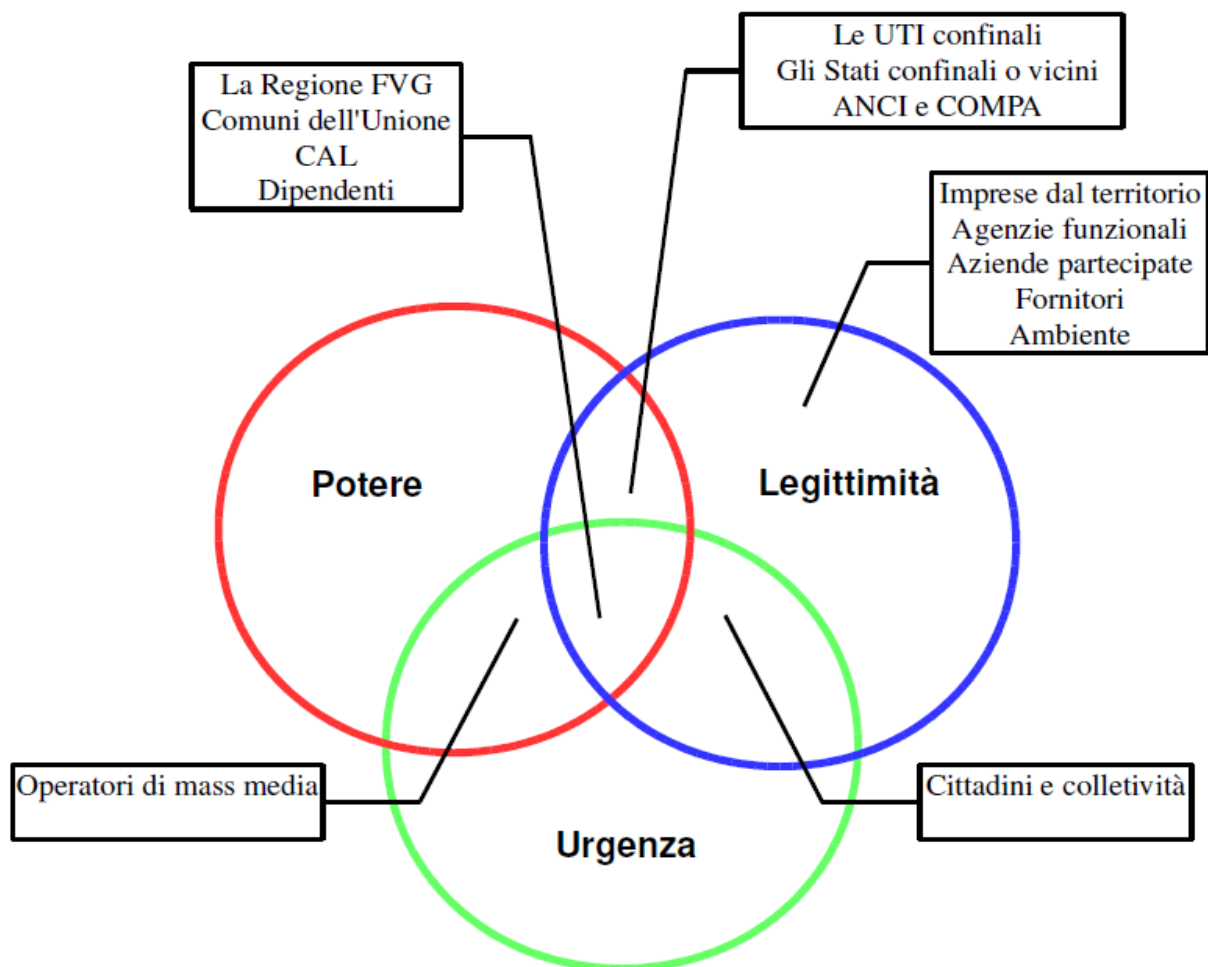 Le UTI confinali
Gli Stati confinali o vicini
ANCI e COMPA
La Regione FVG
Comuni dell'Unione
CAL
Dipendenti
Imprese dal territorio
Agenzie funzionali
Aziende partecipate
Fornitori
Ambiente
Potere
Legittimità
Operatori di mass media
Cittadini e colletività
Urgenza